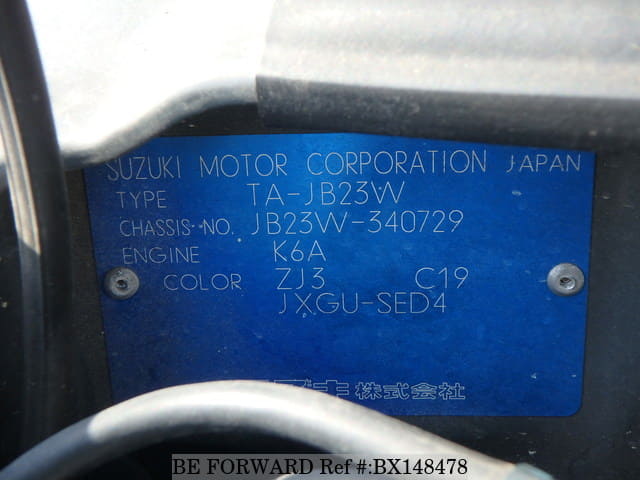 SUZUKI MOTOR CORPORATION JAPAN
TYPE TA-JB23W
CHASSIS-NO. JB23W-340729
ENGINE K6A
COLOR ZJ3 C19
JXGU-SED4
株式会社
BE FORWARD Ref #:BX148478